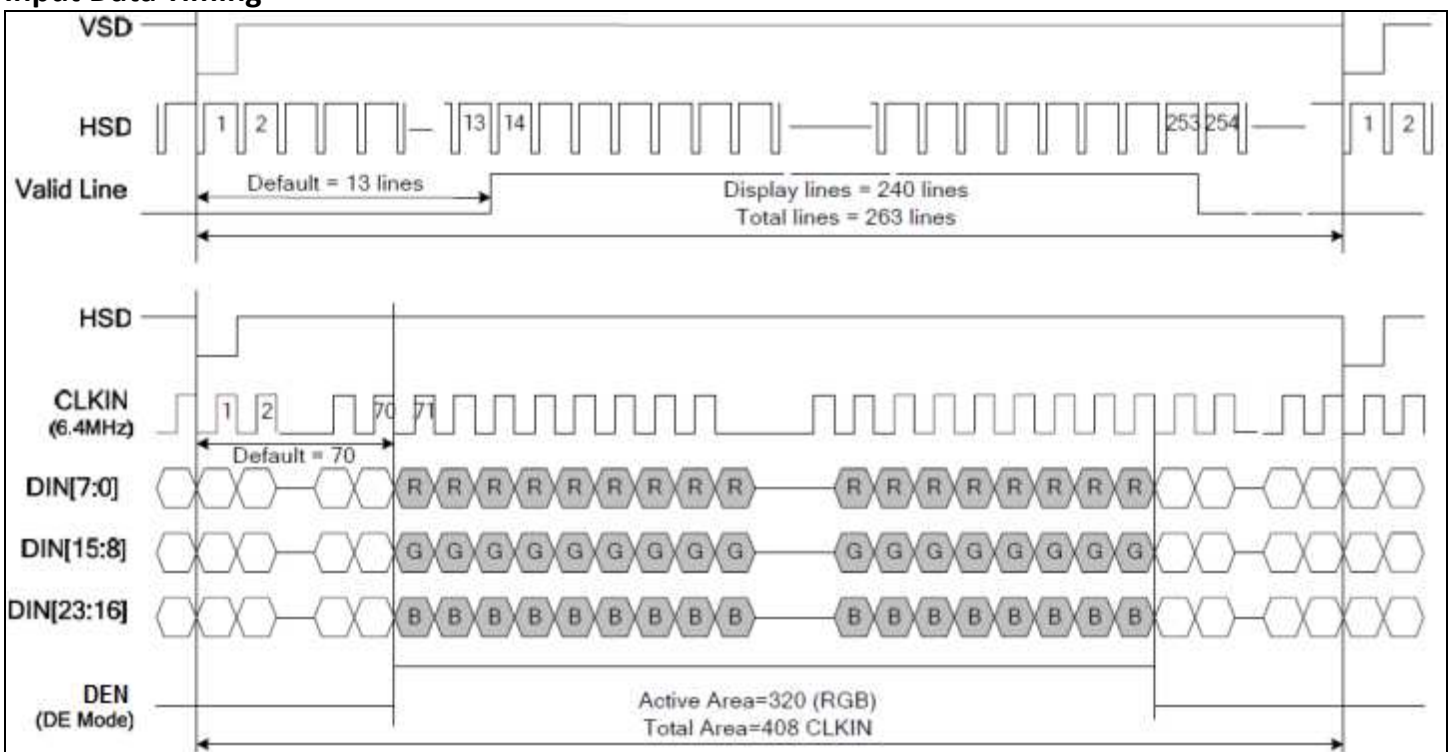 Input Data Timing
VSD
HSD
1 2 13 14 253 254 1 2
Valid Line
Default = 13 lines
Display lines = 240 lines
Total lines = 263 lines
HSD
CLKIN
(6.4MHz)
1 2 70 71
Default = 70
DIN[7:0]
R R R R R R R R R R R R R R R R R
DIN[15:8]
G G G G G G G G G G G G G G G G G
DIN[23:16]
B B B B B B B B B B B B B B B B B
DEN
(DE Mode)
Active Area=320 (RGB)
Total Area=408 CLKIN